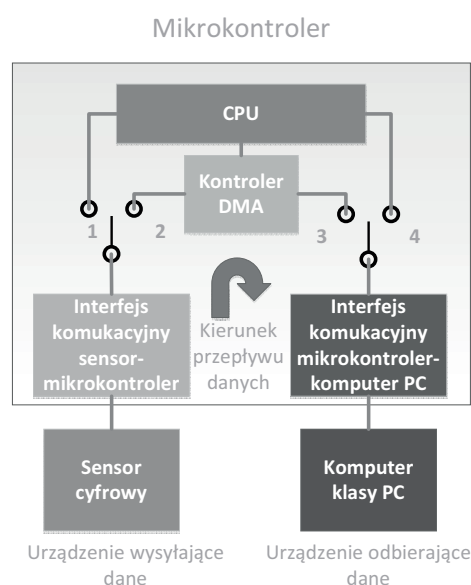 Mikrokontroler
CPU
Kontroler
DMA
1
2
3
4
Interfejs
komukacyjny
sensor-
mikrokontroler
Kierunek
przepływu
danych
Interfejs
komukacyjny
mikrokontroler-
komputer PC
Sensor
cyfrowy
Komputer
klasy PC
Urządzenie wysyłające
dane
Urządzenie odbierające
dane